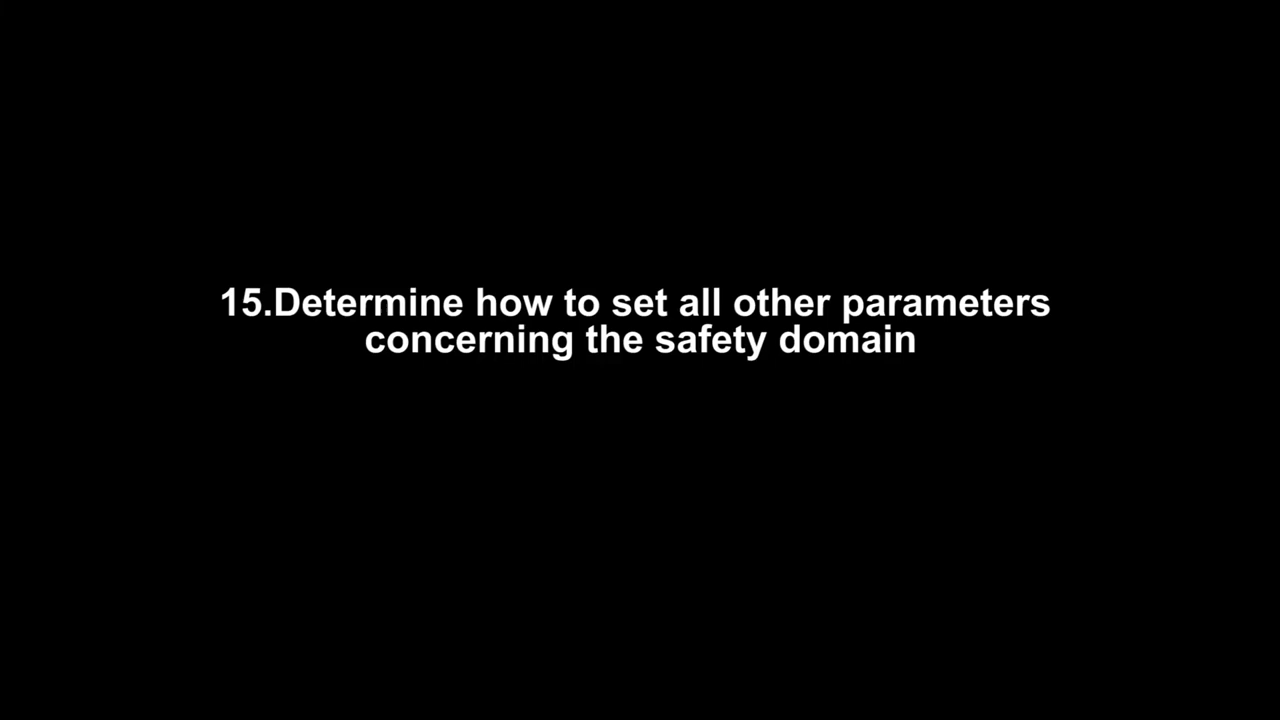 15.Determine how to set all other parameters
concerning the safety domain